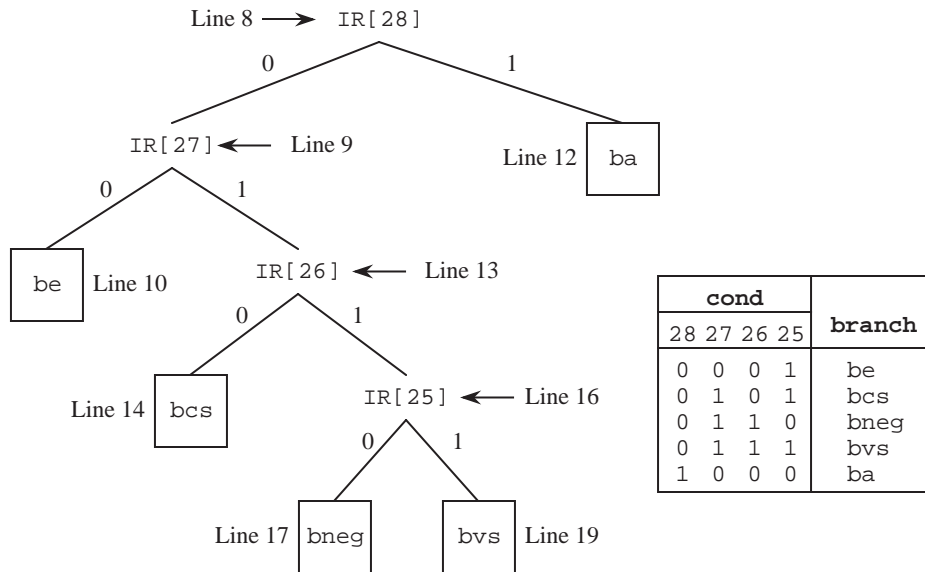 Line 8 IR[28]
0 1
IR[27] Line 9
Line 12 ba
0 1
be Line 10
IR[26] Line 13
0 1
Line 14 bcs
IR[25] Line 16
0 1
Line 17 bneg bvs Line 19
cond branch
28 27 26 25
0 0 0 1 be
0 1 0 1 bcs
0 1 1 0 bneg
0 1 1 1 bvs
1 0 0 0 ba